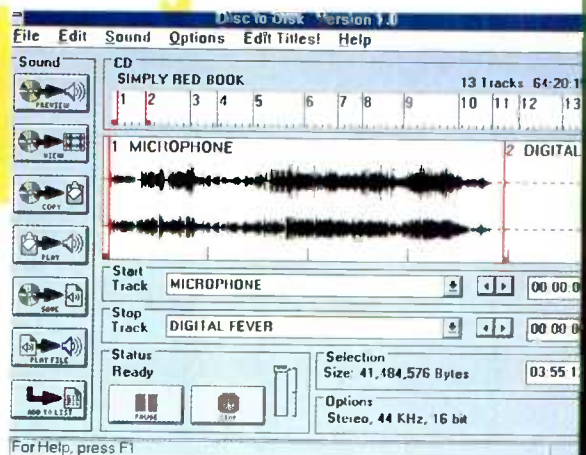 Disc to Disk Version 1.0
File Edit Sound Options Edit Titles! Help
Sound
PREVIEW
VIEW
COPY
PLAY
SAVE
PLAY FILE
ADD TO LIST
CD
SIMPLY RED BOOK 13 Tracks 64:20:1
1 2 3 4 5 6 7 8 9 10 11 12 13
1 MICROPHONE 2 DIGITAL
Start
Track MICROPHONE 00 00.0
Stop
Track DIGITAL FEVER 00 00.0
Status
Ready
PAUSE STOP
Selection
Size: 41,484,576 Bytes 03:55:1
Options
Stereo, 44 KHz, 16 bit
For Help, press F1